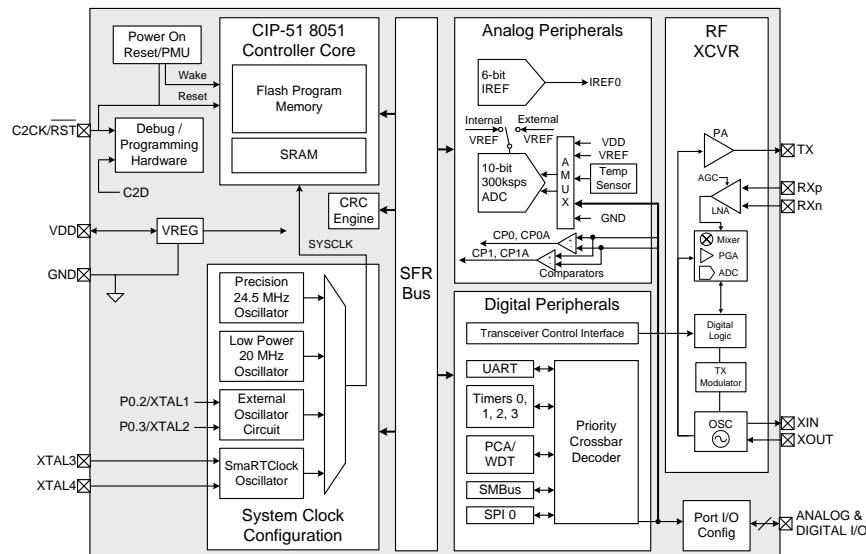 Power On
Reset/PMU
Wake
Reset
C2CK/RST
Debug /
Programming
Hardware
C2D
VDD
VREG
GND
CIP-51 8051
Controller Core
Flash Program
Memory
SRAM
SYSCLK
CRC
Engine
Precision
24.5 MHz
Oscillator
Low Power
20 MHz
Oscillator
P0.2/XTAL1
P0.3/XTAL2
External
Oscillator
Circuit
XTAL3
XTAL4
SmaRTClock
Oscillator
System Clock
Configuration
SFR
Bus
Analog Peripherals
6-bit
IREF
IREF0
Internal
VREF
External
VREF
10-bit
300ksps
ADC
A
M
U
X
VDD
VREF
Temp
Sensor
GND
CP0, CP0A
CP1, CP1A
+
-
+
-
Comparators
Digital Peripherals
Transceiver Control Interface
UART
Timers 0,
1, 2, 3
PCA/
WDT
SMBus
SPI 0
Priority
Crossbar
Decoder
RF
XCVR
PA
TX
AGC
LNA
RXp
RXn
Mixer
PGA
ADC
Digital
Logic
TX
Modulator
OSC
XIN
XOUT
Port I/O
Config
ANALOG &
DIGITAL I/O